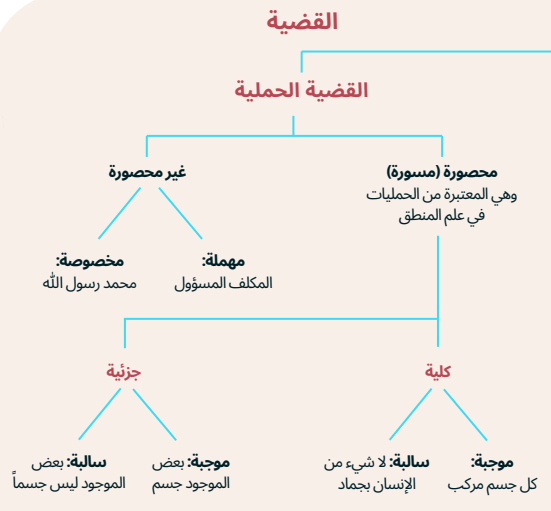 القضية
القضية الحملية
محصورة (مسورة)
وهي المعتبرة من الحمليات
في علم المنطق
غير محصورة
مهملة:
المكلف المسؤول
مخصوصة:
محمد رسول الله
كلية
جزئية
موجبة:
كل جسم مركب
سالبة: لا شيء من
الإنسان بجماد
موجبة: بعض
الموجود جسم
سالبة: بعض
الموجود ليس جسماً